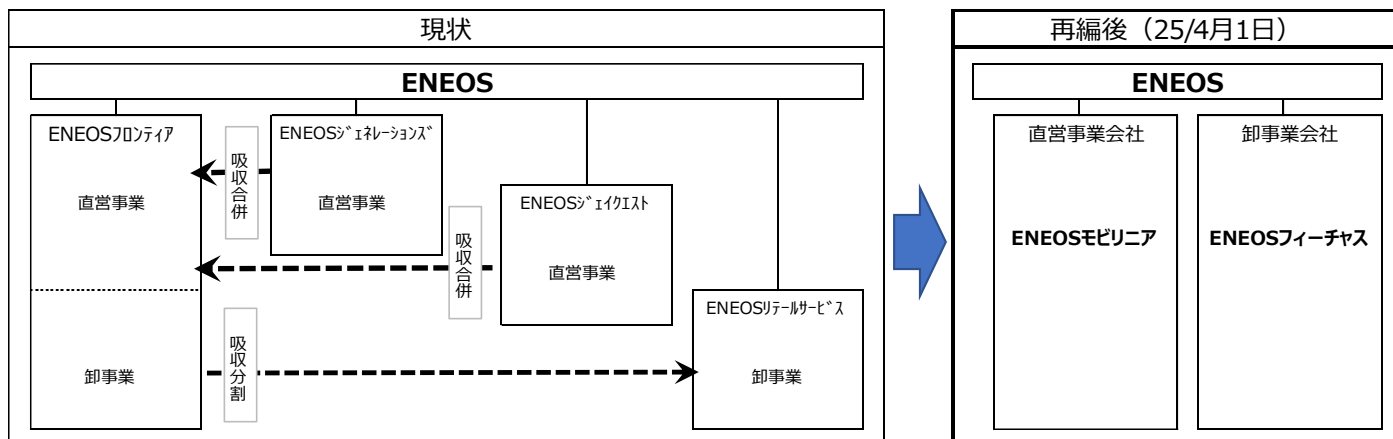 現状
ENEOS
ENEOSﾌﾛﾝﾃｨｱ
直営事業
卸事業
吸収合併
ENEOSｼﾞｪﾈﾚｰｼｮﾝｽﾞ
直営事業
吸収合併
ENEOSｼﾞｪｲｸｴｽﾄ
直営事業
吸収分割
ENEOSﾘﾃｰﾙｻｰﾋﾞｽ
卸事業
再編後（25/4月1日）
ENEOS
直営事業会社
ENEOSモビリニア
卸事業会社
ENEOSフィーチャス